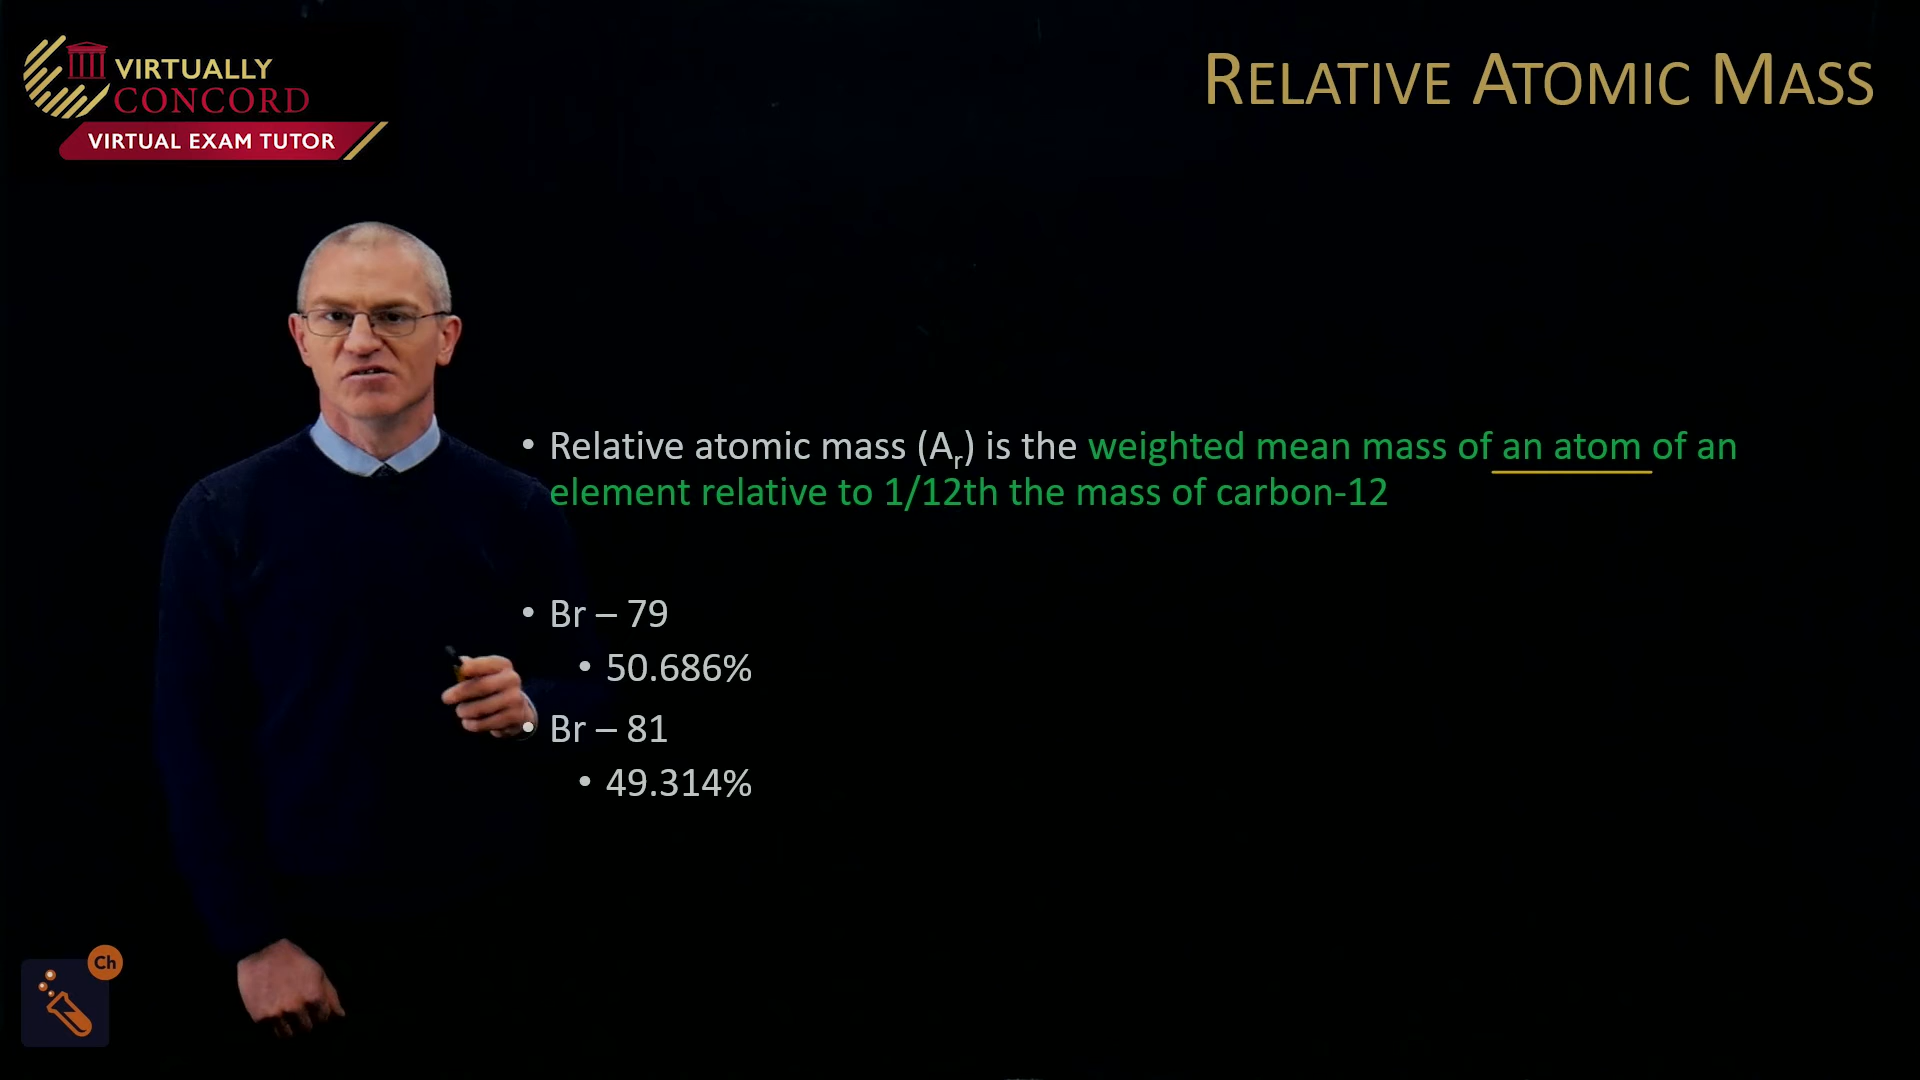 VIRTUALLY
CONCORD
VIRTUAL EXAM TUTOR
RELATIVE ATOMIC MASS
• Relative atomic mass (Ar) is the weighted mean mass of an atom of an
element relative to 1/12th the mass of carbon-12
• Br – 79
• 50.686%
• Br – 81
• 49.314%
Ch